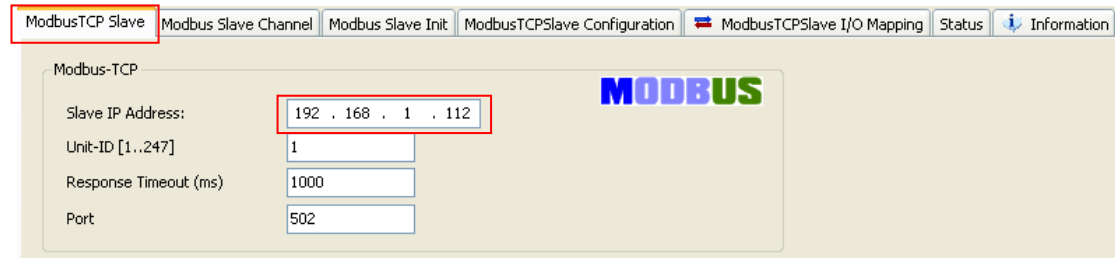 ModbusTCP Slave Modbus Slave Channel Modbus Slave Init ModbusTCPSlave Configuration ModbusTCPSlave I/O Mapping Status Information
Modbus-TCP
MODBUS
Slave IP Address: 192 . 168 . 1 . 112
Unit-ID [1..247] 1
Response Timeout (ms) 1000
Port 502